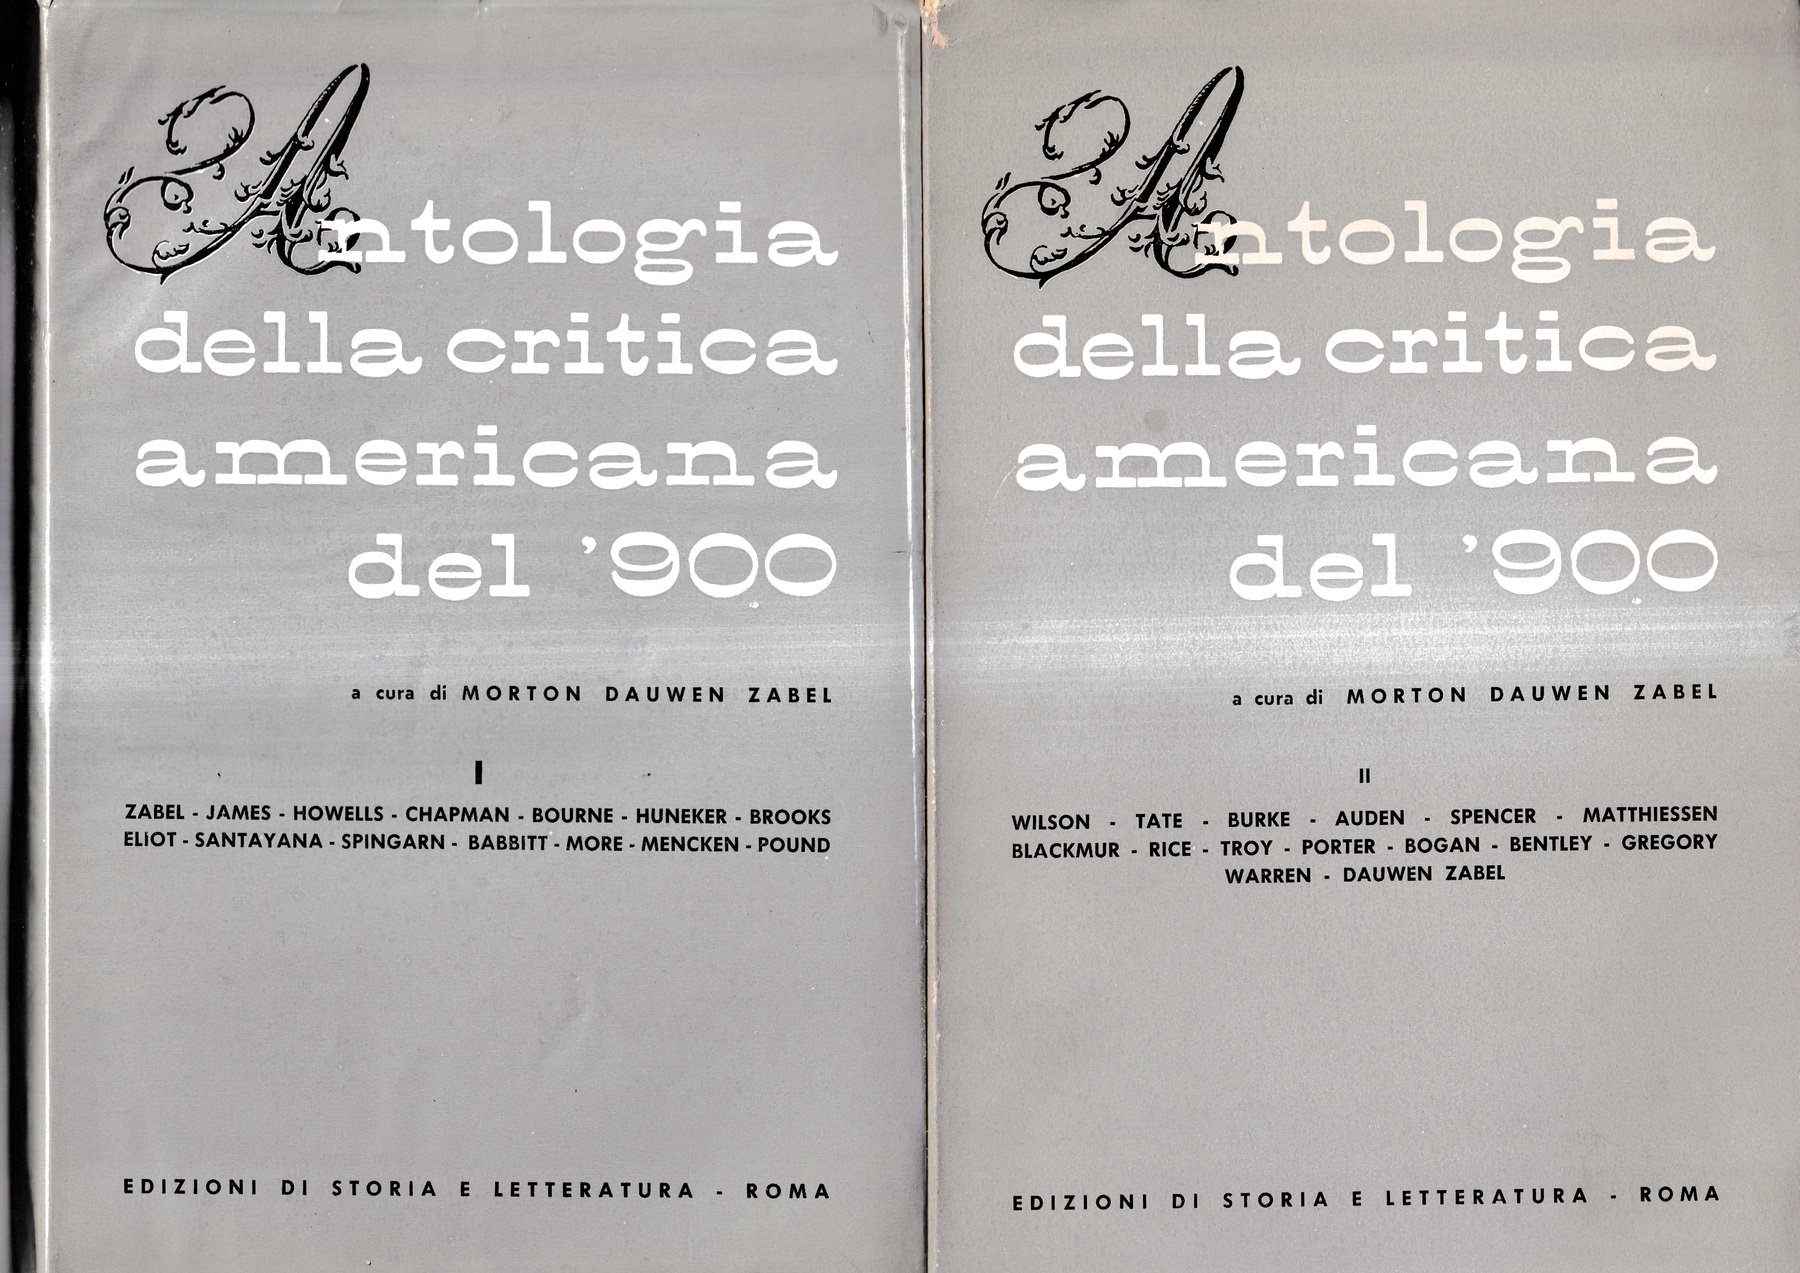 Antologia
della critica
americana
del '900
a cura di MORTON DAUWEN ZABEL
I
ZABEL - JAMES - HOWELLS - CHAPMAN - BOURNE - HUNEKER - BROOKS
ELIOT - SANTAYANA - SPINGARN - BABBITT - MORE - MENCKEN - POUND
EDIZIONI DI STORIA E LETTERATURA - ROMA
Antologia
della critica
americana
del '900
a cura di MORTON DAUWEN ZABEL
II
WILSON - TATE - BURKE - AUDEN - SPENCER - MATTHIESSEN
BLACKMUR - RICE - TROY - PORTER - BOGAN - BENTLEY - GREGORY
WARREN - DAUWEN ZABEL
EDIZIONI DI STORIA E LETTERATURA - ROMA